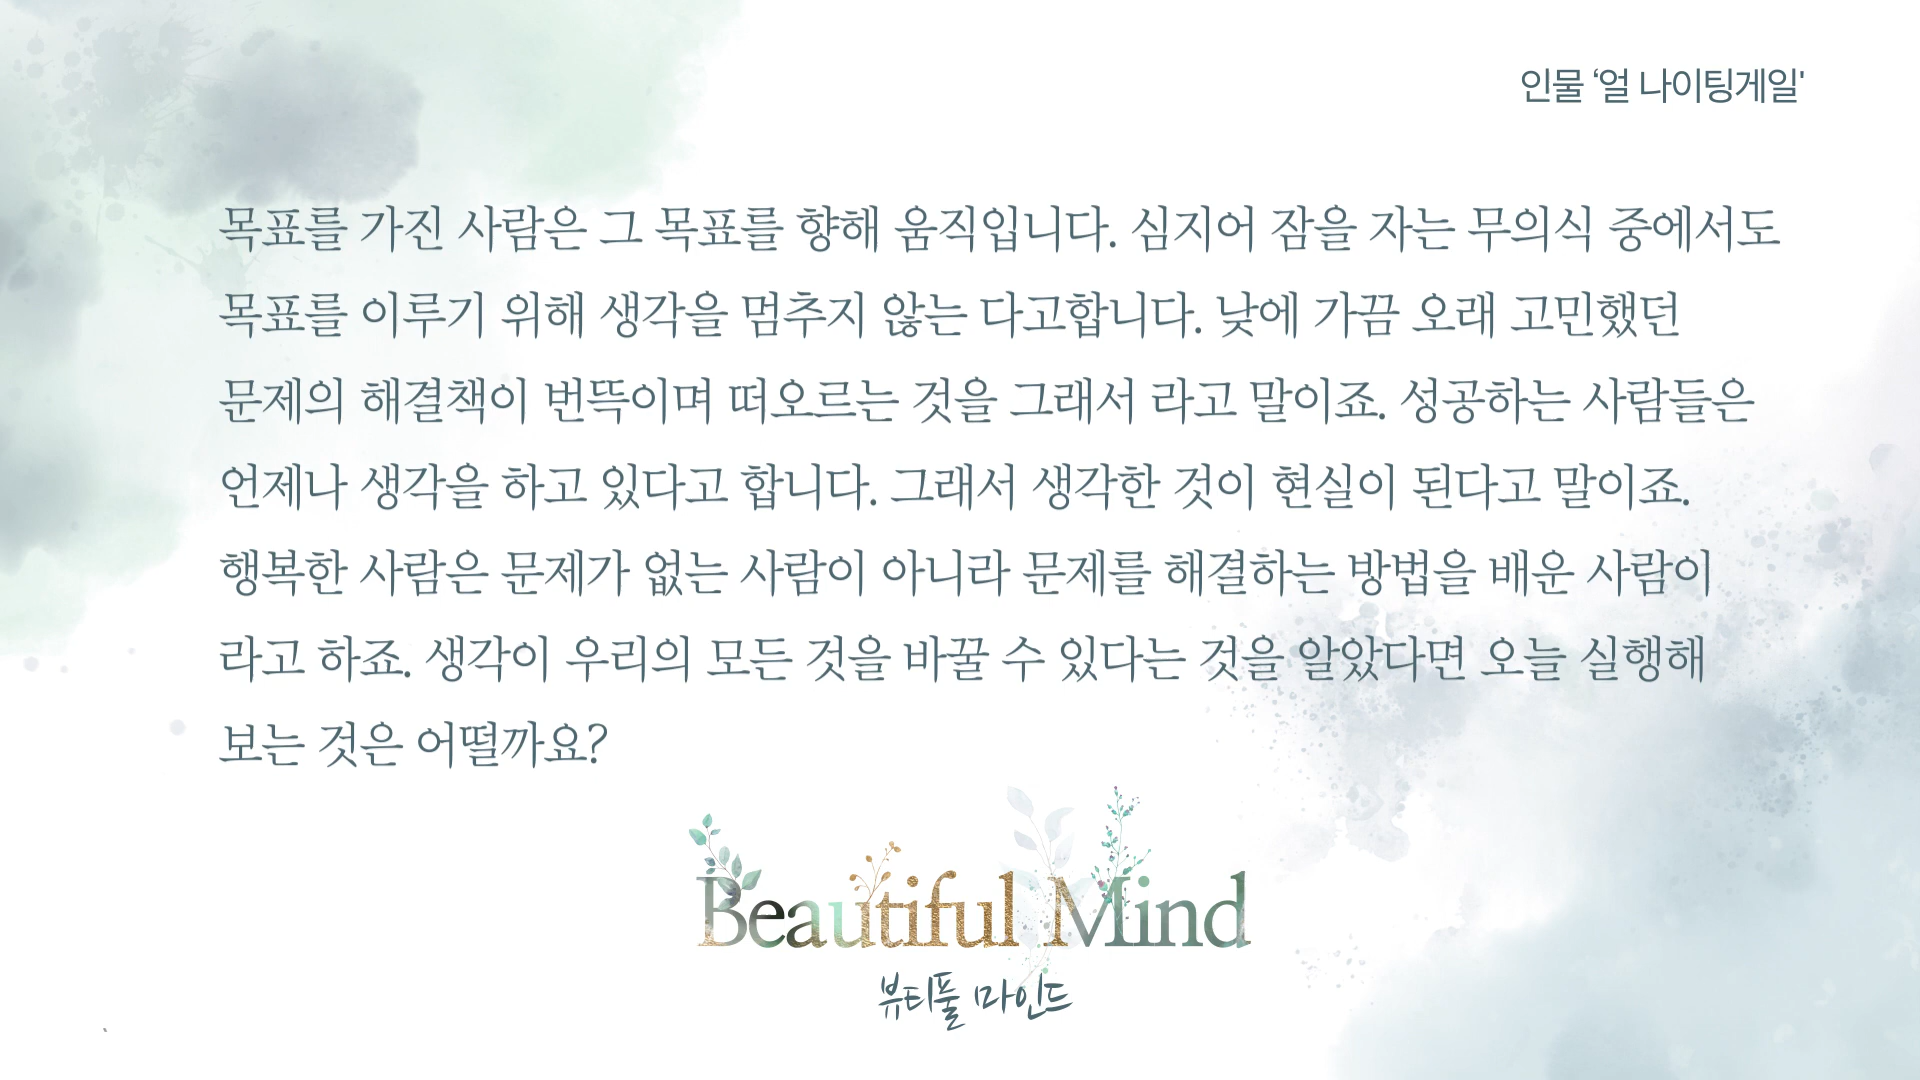 인물 ‘얼 나이팅게일'
목표를 가진 사람은 그 목표를 향해 움직입니다. 심지어 잠을 자는 무의식 중에서도
목표를 이루기 위해 생각을 멈추지 않는 다고합니다. 낮에 가끔 오래 고민했던
문제의 해결책이 번뜩이며 떠오르는 것을 그래서 라고 말이죠. 성공하는 사람들은
언제나 생각을 하고 있다고 합니다. 그래서 생각한 것이 현실이 된다고 말이죠.
행복한 사람은 문제가 없는 사람이 아니라 문제를 해결하는 방법을 배운 사람이
라고 하죠. 생각이 우리의 모든 것을 바꿀 수 있다는 것을 알았다면 오늘 실행해
보는 것은 어떨까요?
Beautiful Mind
뷰티풀 마인드